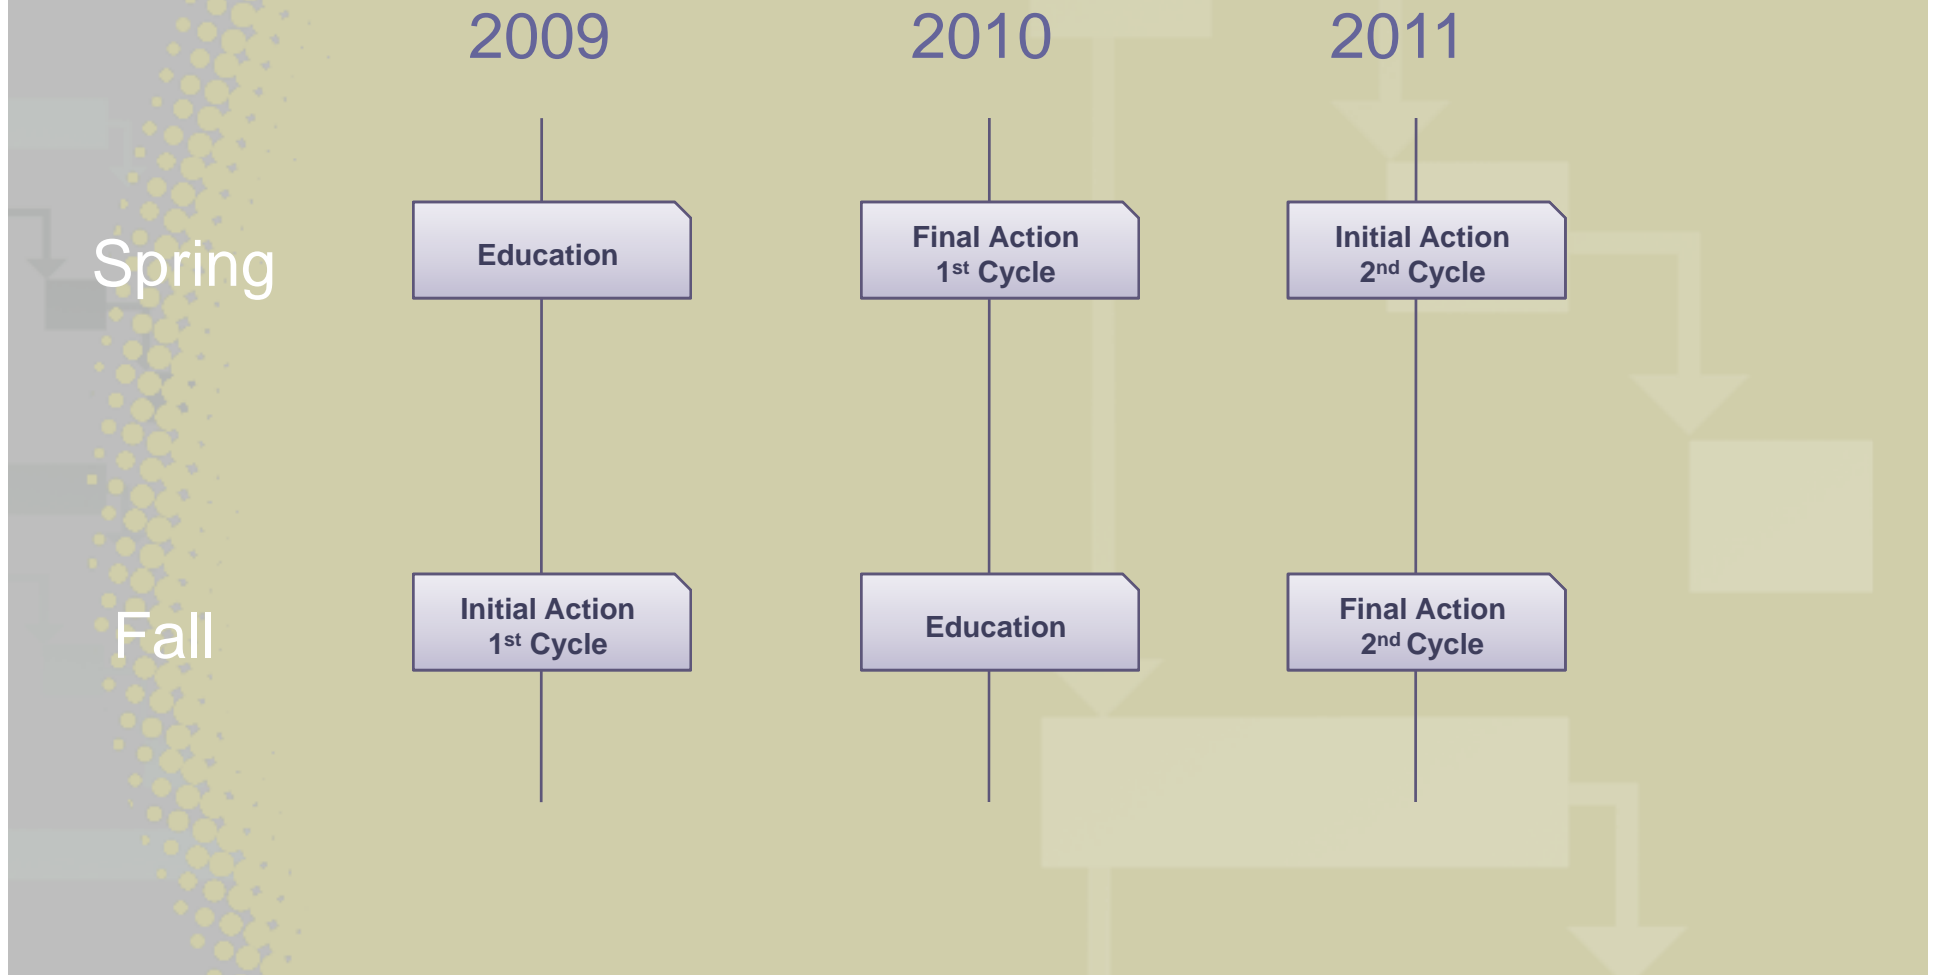 2009 2010 2011
Spring
Education
Final Action
1st Cycle
Initial Action
2nd Cycle
Fall
Initial Action
1st Cycle
Education
Final Action
2nd Cycle